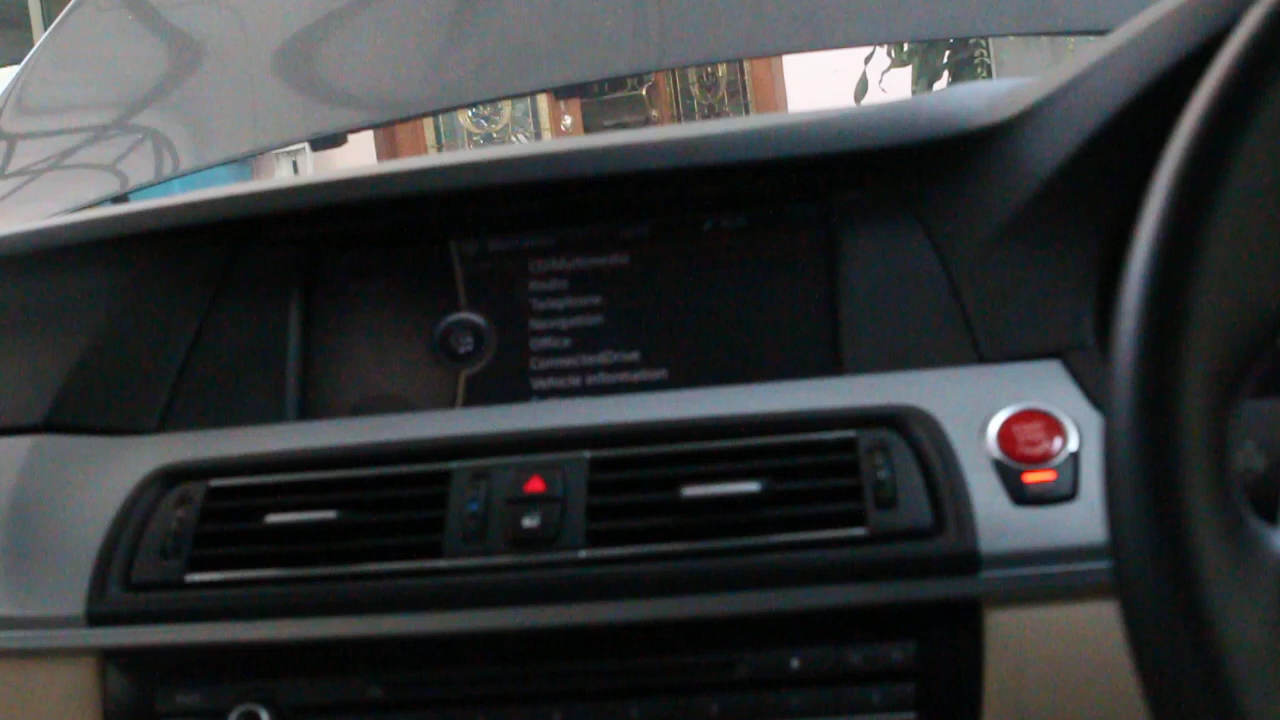 CD/Multimedia
Radio
Telephone
Navigation
Office
ConnectedDrive
Vehicle information